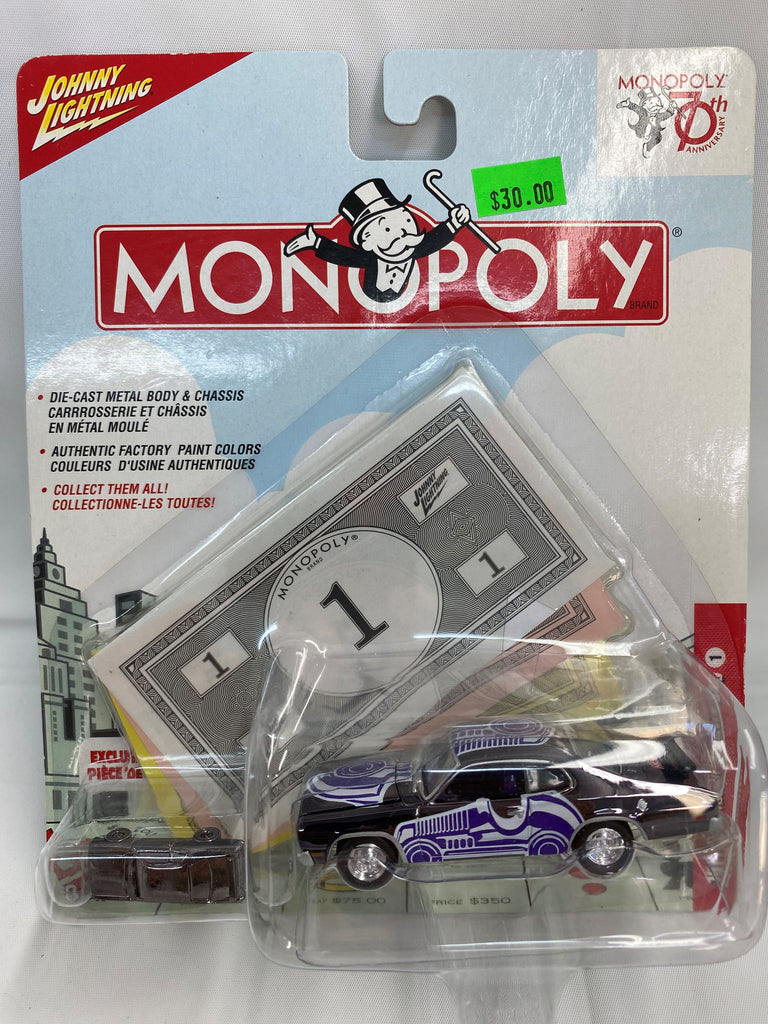 JOHNNY
LIGHTNING
MONOPOLY
70th
ANNIVERSARY
$30.00
MONOPOLY®
BRAND
• DIE-CAST METAL BODY & CHASSIS
CARRROSSERIE ET CHÂSSIS
EN MÉTAL MOULÉ
• AUTHENTIC FACTORY PAINT COLORS
COULEURS D'USINE AUTHENTIQUES
• COLLECT THEM ALL!
COLLECTIONNE-LES TOUTES!
JOHNNY
LIGHTNING
MONOPOLY®
BRAND
1
1
1
1
PIÈCE DE
$75.00
PRICE $350